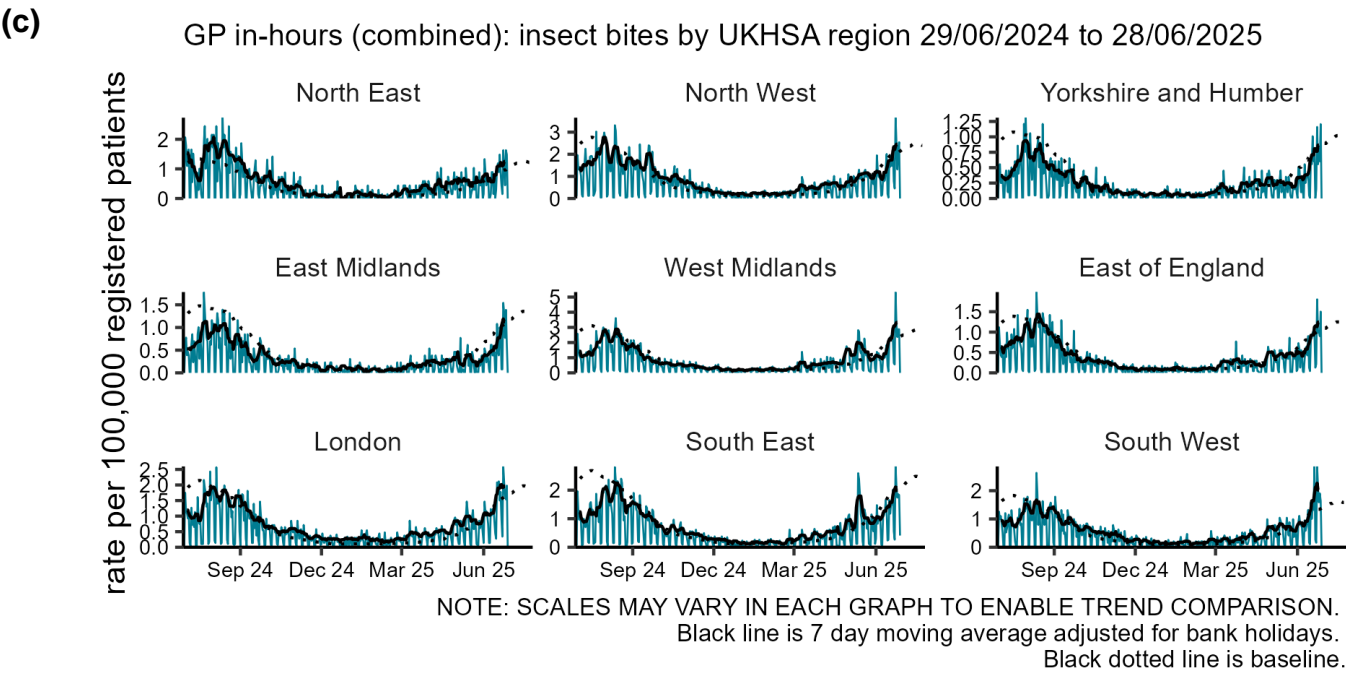 (c)
GP in-hours (combined): insect bites by UKHSA region 29/06/2024 to 28/06/2025
rate per 100,000 registered patients
North East
2
1
0
North West
3
2
1
0
Yorkshire and Humber
1.25
1.00
0.75
0.50
0.25
0.00
East Midlands
1.5
1.0
0.5
0.0
West Midlands
5
4
3
2
1
0
East of England
1.5
1.0
0.5
0.0
London
2.5
2.0
1.5
1.0
0.5
0.0
Sep 24 Dec 24 Mar 25 Jun 25
South East
2
1
0
Sep 24 Dec 24 Mar 25 Jun 25
South West
2
1
0
Sep 24 Dec 24 Mar 25 Jun 25
NOTE: SCALES MAY VARY IN EACH GRAPH TO ENABLE TREND COMPARISON.
Black line is 7 day moving average adjusted for bank holidays.
Black dotted line is baseline.